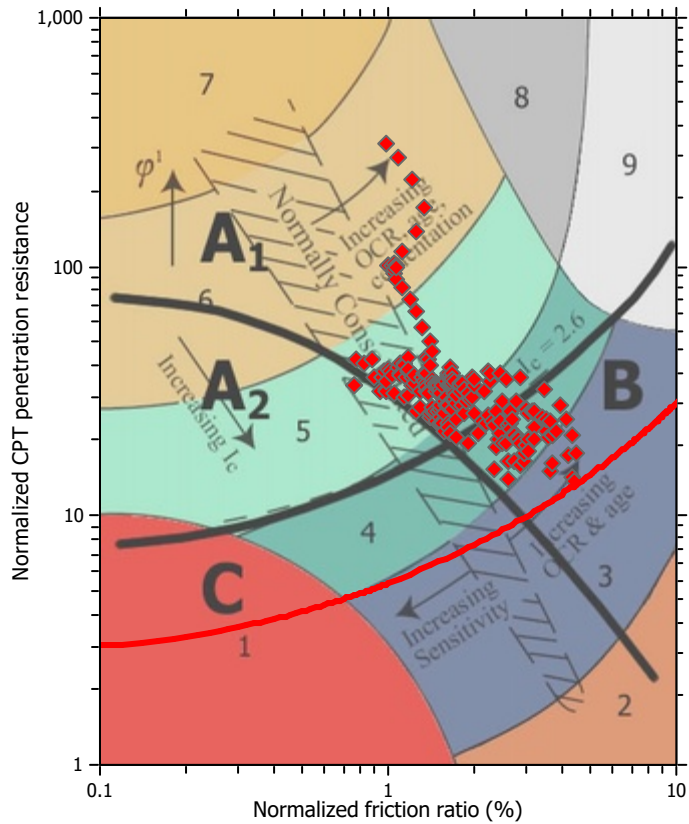 1,000
100
10
1
0.1
1
10
Normalized CPT penetration resistance
Normalized friction ratio (%)
7
8
9
φ'
A1
6
Increasing
OCR, age,
cementation
Normally
A2
Increasing Ic
5
Ic = 2.6
B
4
C
1
Increasing
OCR & age
3
Increasing
Sensitivity
2